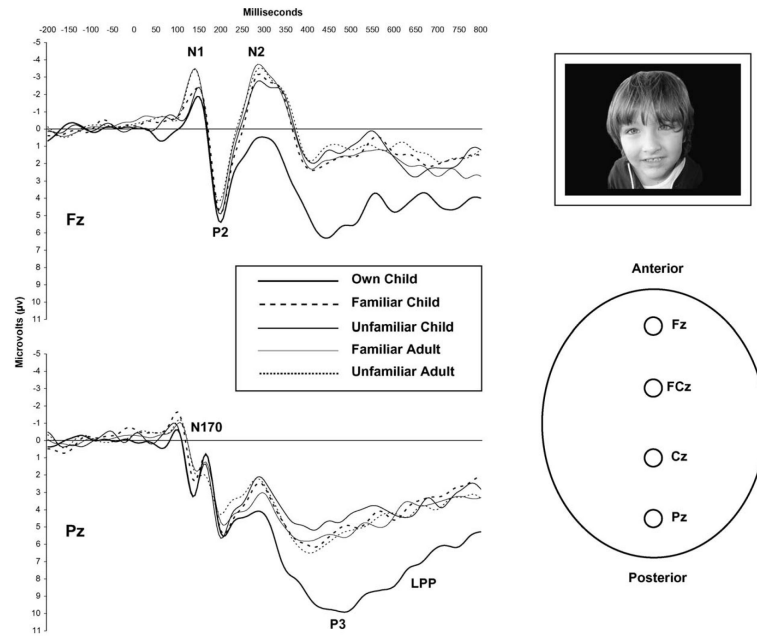 Milliseconds
-200 -150 -100 -50 0 50 100 150 200 250 300 350 400 450 500 550 600 650 700 750 800
-5
-4
-3
-2
-1
0
1
2
3
4
5
6
7
8
9
10
11
N1
N2
P2
Fz
Own Child
Familiar Child
Unfamiliar Child
Familiar Adult
Unfamiliar Adult
Microvolts (µv)
-5
-4
-3
-2
-1
0
1
2
3
4
5
6
7
8
9
10
11
N170
Pz
LPP
P3
Anterior
Fz
FCz
Cz
Pz
Posterior